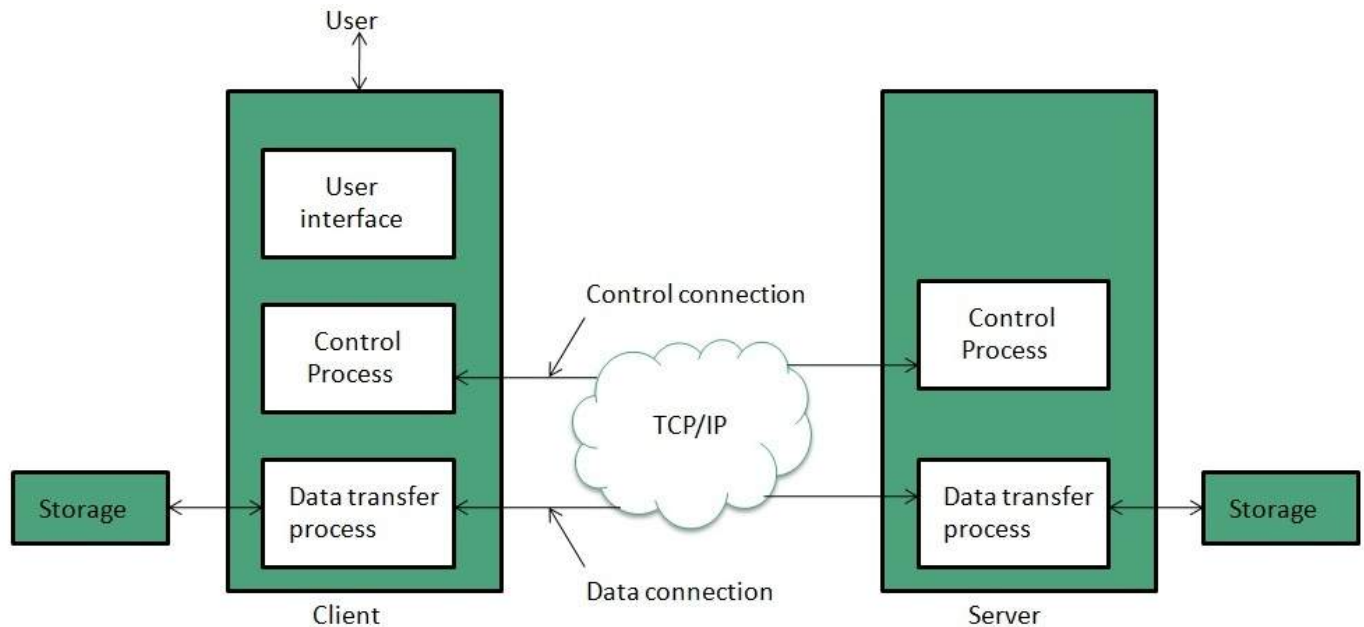 User
User
interface
Control connection
Control
Process
Control
Process
TCP/IP
Storage
Data transfer
process
Data transfer
process
Storage
Data connection
Client
Server